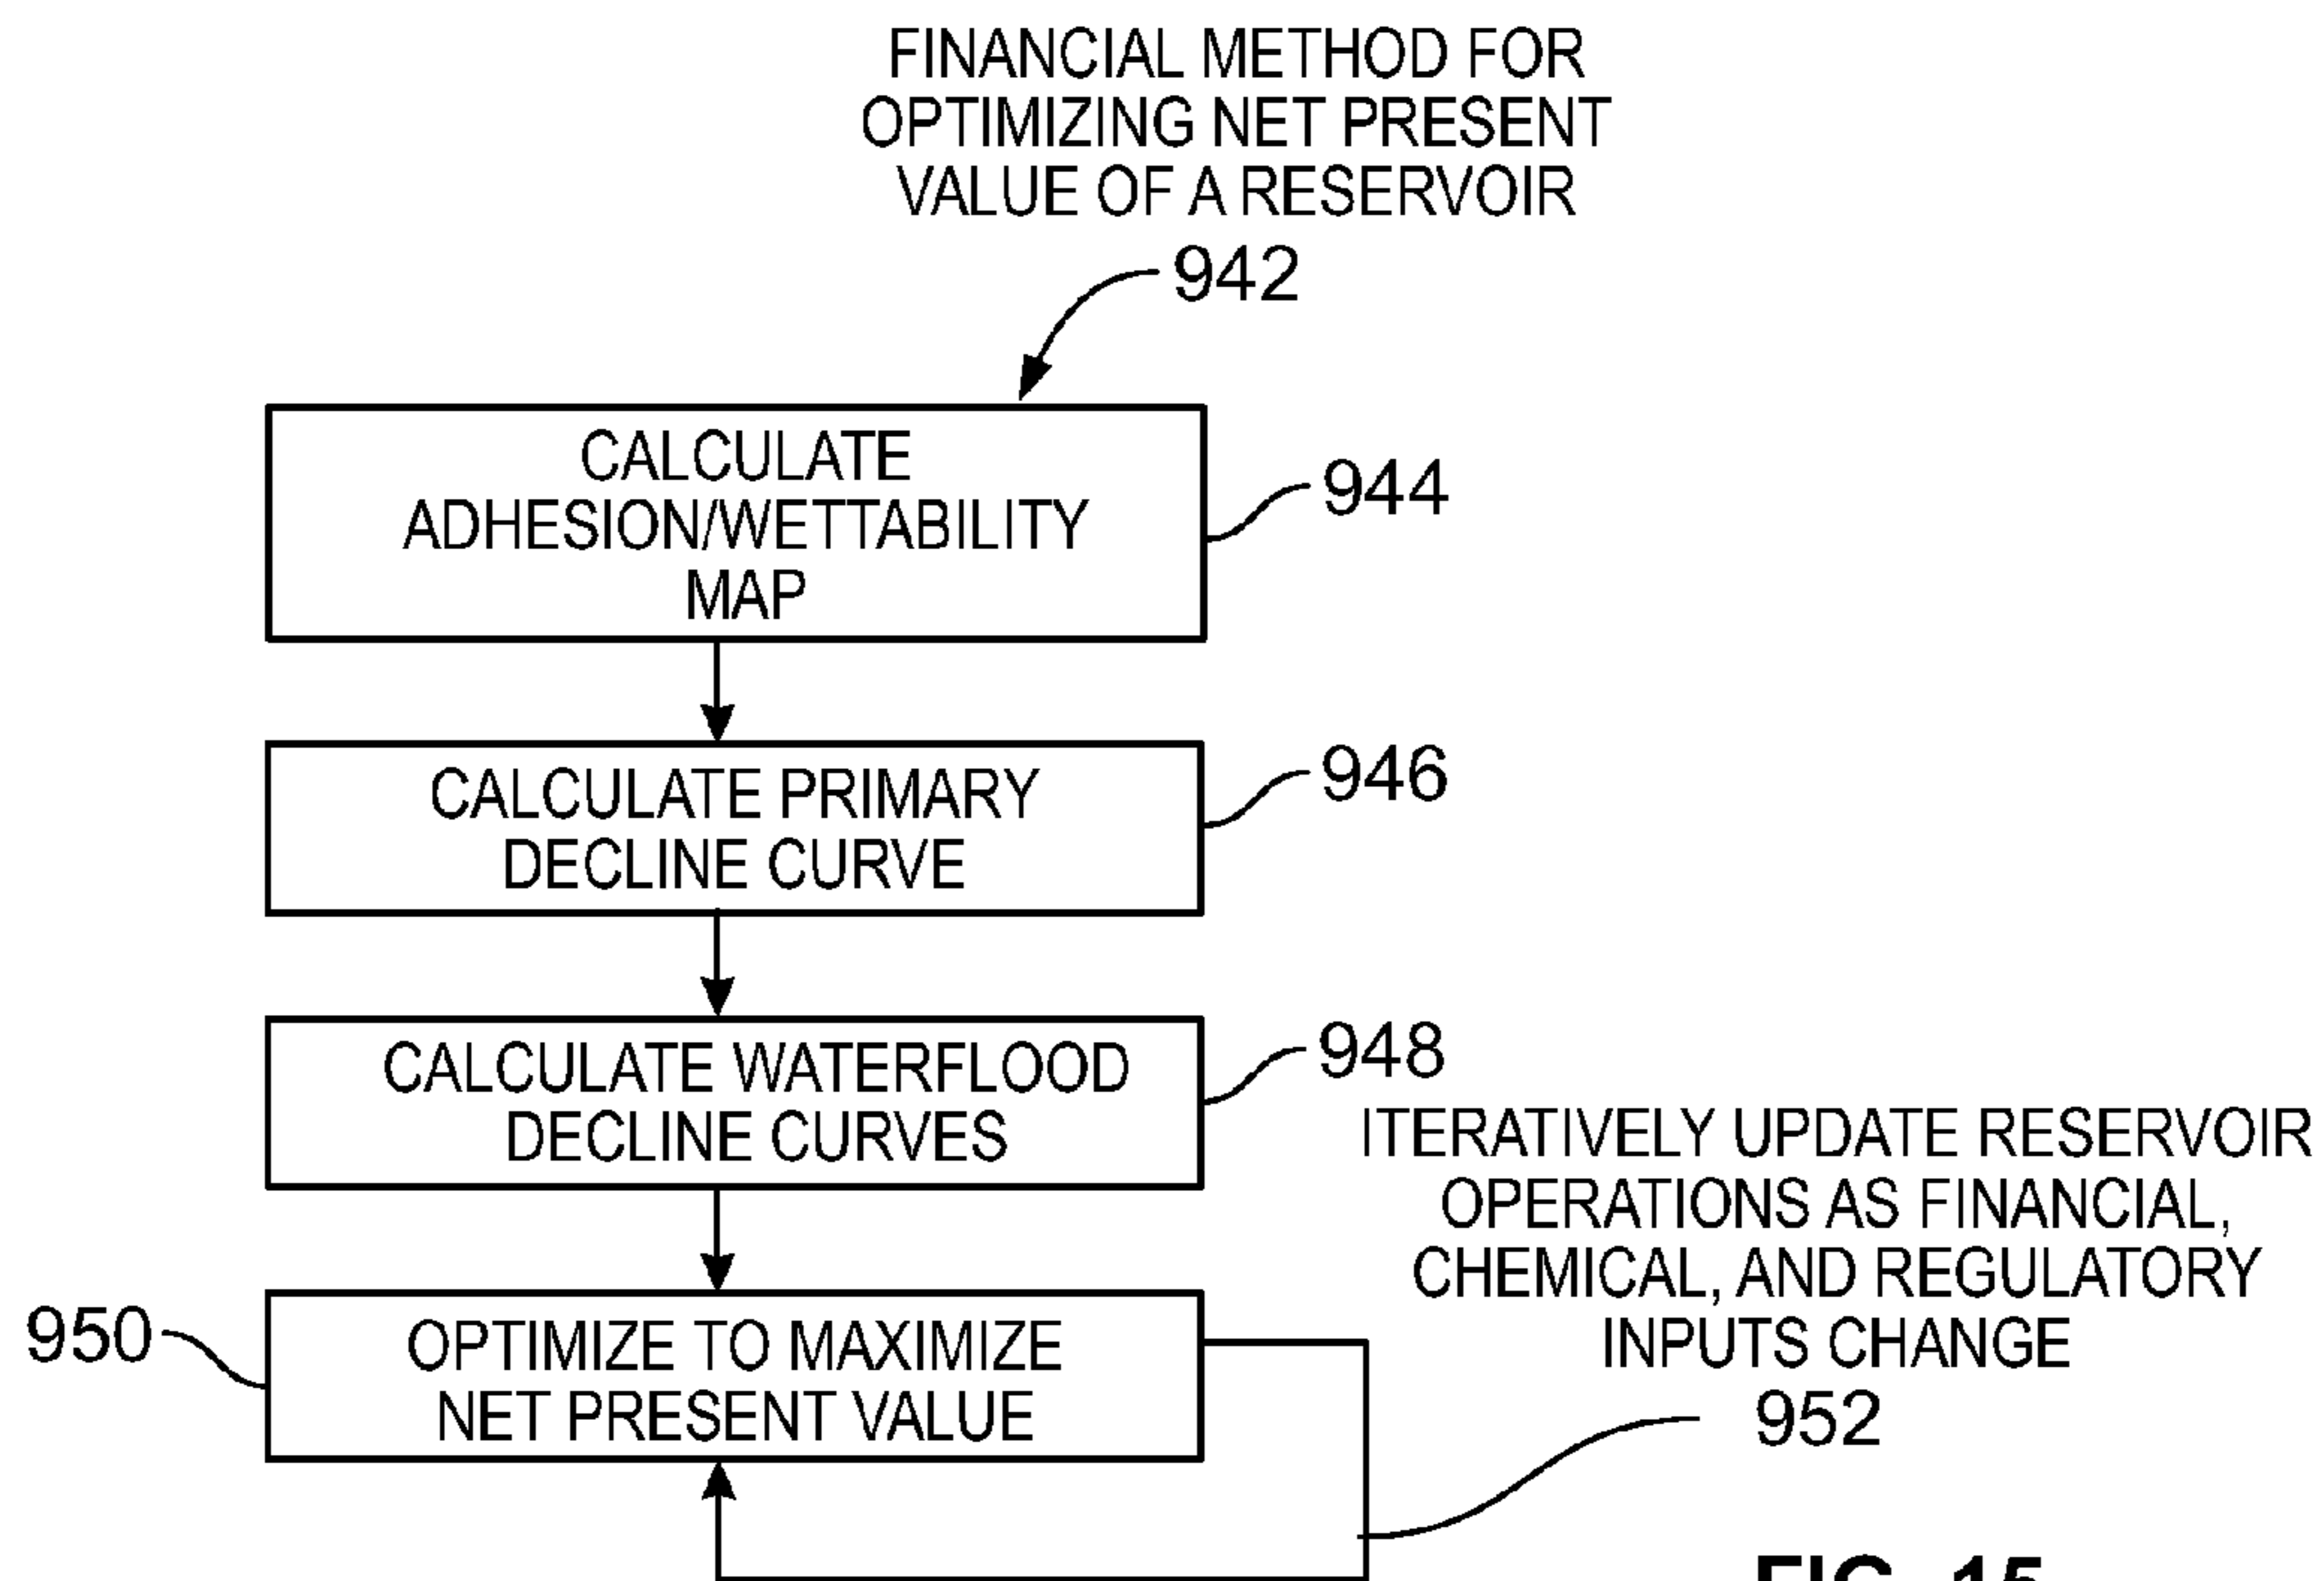 FINANCIAL METHOD FOR
OPTIMIZING NET PRESENT
VALUE OF A RESERVOIR
942
CALCULATE
ADHESION/WETTABILITY
MAP
944
CALCULATE PRIMARY
DECLINE CURVE
946
CALCULATE WATERFLOOD
DECLINE CURVES
948
ITERATIVELY UPDATE RESERVOIR
OPERATIONS AS FINANCIAL,
CHEMICAL, AND REGULATORY
INPUTS CHANGE
952
950
OPTIMIZE TO MAXIMIZE
NET PRESENT VALUE
FIG. 15